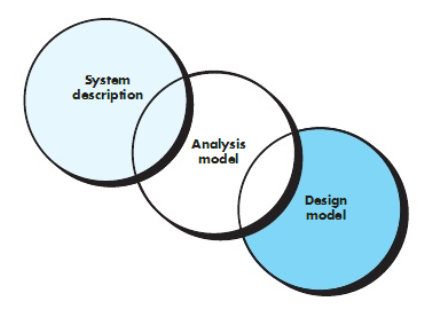 System
description
Analysis
model
Design
model